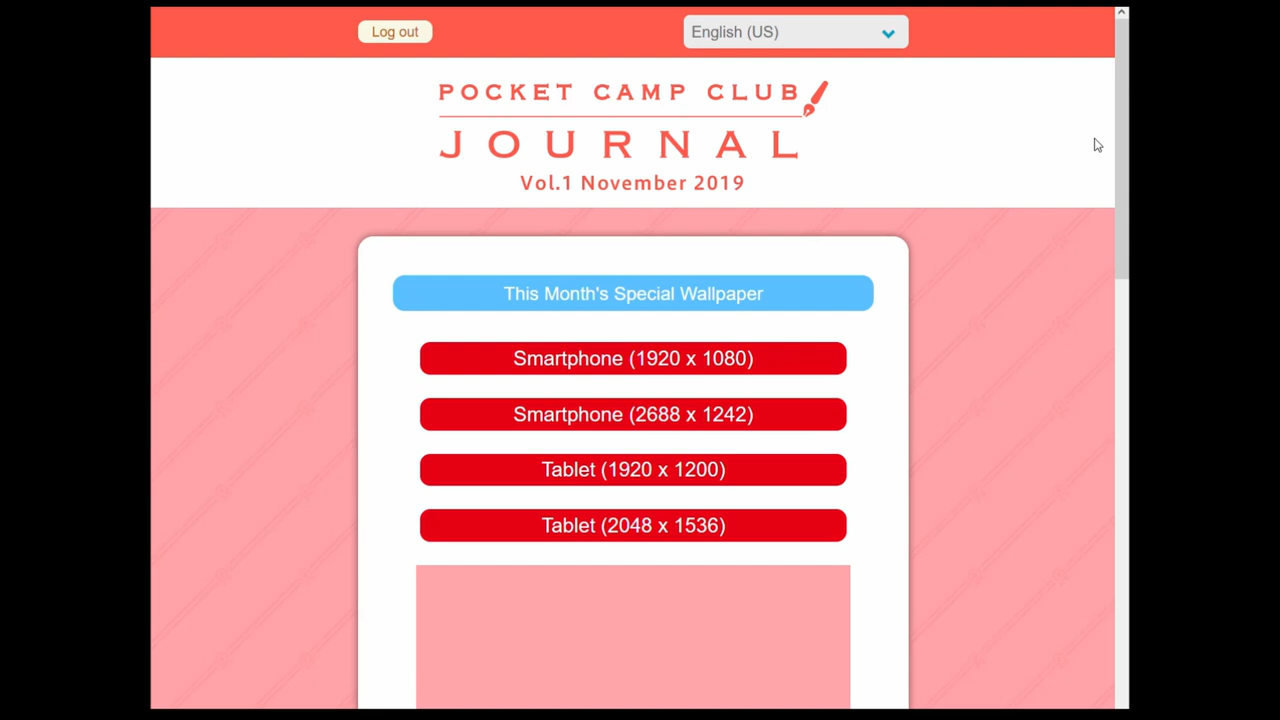 Log out
English (US)
POCKET CAMP CLUB
JOURNAL
Vol.1 November 2019
This Month's Special Wallpaper
Smartphone (1920 x 1080)
Smartphone (2688 x 1242)
Tablet (1920 x 1200)
Tablet (2048 x 1536)